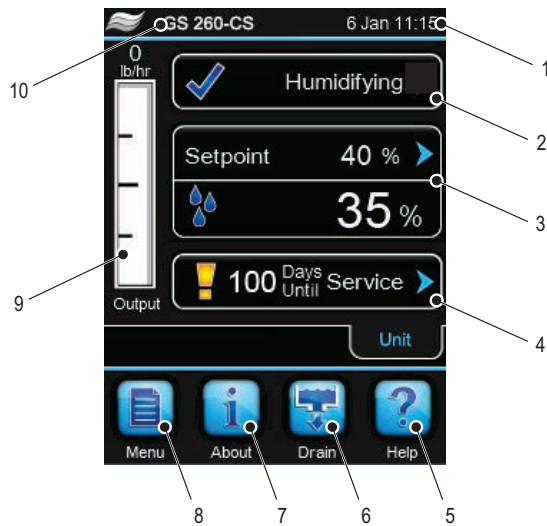 GS 260-CS 6 Jan 11:15
1
10
0
lb/hr
Humidifying
2
Setpoint 40 %
35 %
3
100 Days Until Service
9
Output
4
Unit
Menu About Drain Help
8 7 6 5